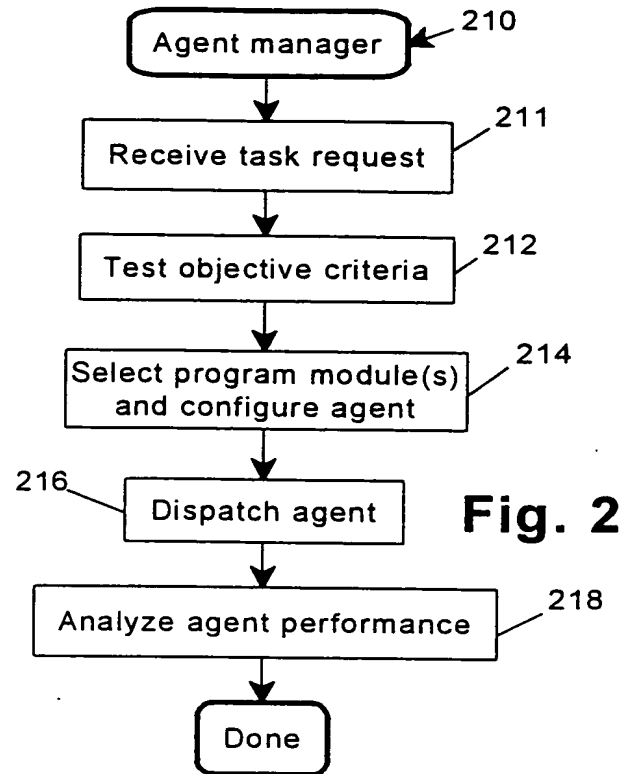 Agent manager
210
211
Receive task request
212
Test objective criteria
214
Select program module(s)
and configure agent
216
Dispatch agent
Fig. 2
218
Analyze agent performance
Done